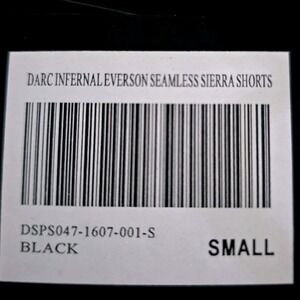 DARC INFERNAL EVERSON SEAMLESS SIERRA SHORTS
DSPS047-1607-001-S
BLACK
SMALL